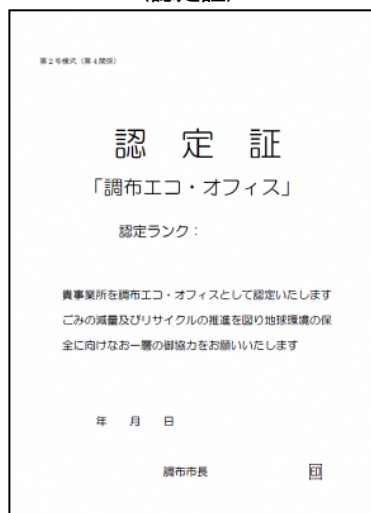 第２号様式（第４関係）
認 定 証
「調布エコ・オフィス」
認定ランク：
貴事業所を調布エコ・オフィスとして認定いたします
ごみの減量及びリサイクルの推進を図り地球環境の保
全に向けなお一層の御協力をお願いいたします
年 月 日
調布市長 印